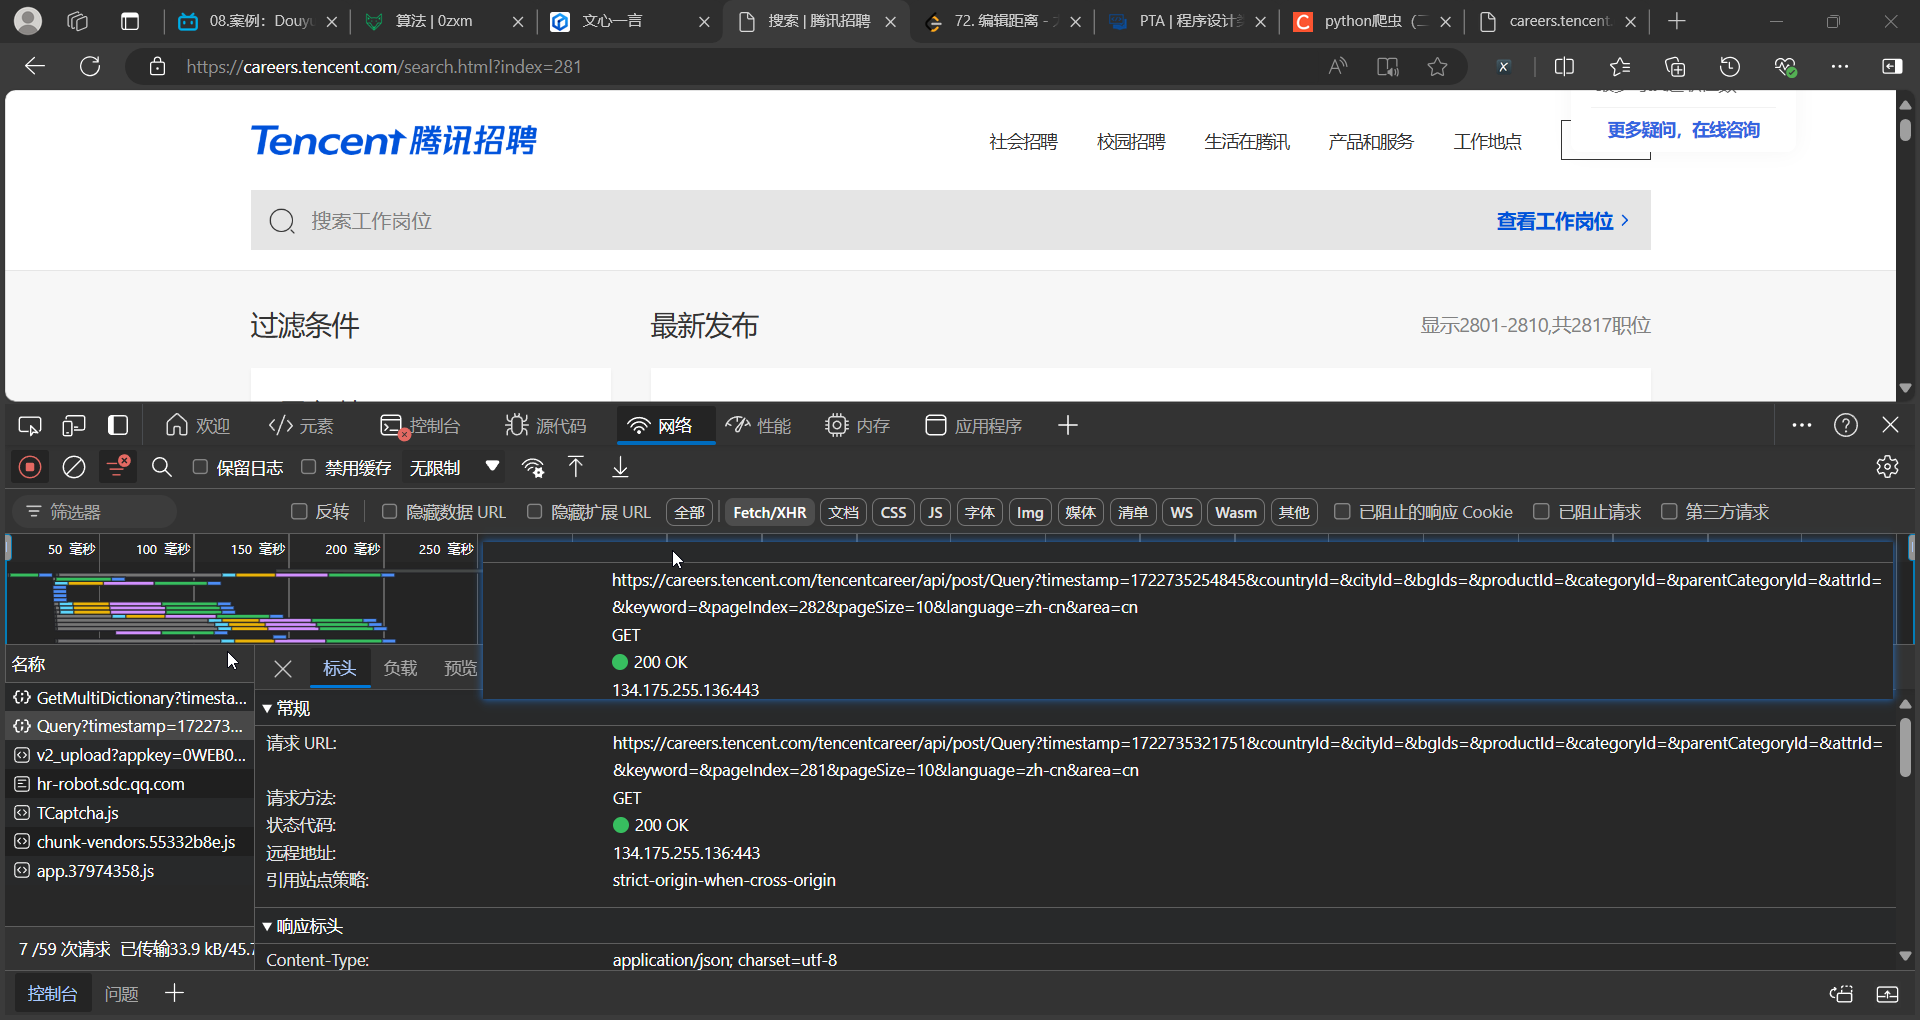 08.案例：Douyu
算法 | 0zxm
文心一言
搜索 | 腾讯招聘
72. 编辑距离 -
PTA | 程序设计
python爬虫（二
careers.tencent.
https://careers.tencent.com/search.html?index=281
Tencent 腾讯招聘
社会招聘
校园招聘
生活在腾讯
产品和服务
工作地点
更多疑问，在线咨询
搜索工作岗位
查看工作岗位 >
过滤条件
最新发布
显示2801-2810,共2817职位
欢迎
元素
控制台
源代码
网络
性能
内存
应用程序
保留日志
禁用缓存
无限制
筛选器
反转
隐藏数据 URL
隐藏扩展 URL
全部
Fetch/XHR
文档
CSS
JS
字体
Img
媒体
清单
WS
Wasm
其他
已阻止的响应 Cookie
已阻止请求
第三方请求
50 毫秒
100 毫秒
150 毫秒
200 毫秒
250 毫秒
https://careers.tencent.com/tencentcareer/api/post/Query?timestamp=1722735254845&countryId=&cityId=&bgIds=&productId=&categoryId=&parentCategoryId=&attrId=
&keyword=&pageIndex=282&pageSize=10&language=zh-cn&area=cn
GET
200 OK
134.175.255.136:443
名称
标头
负载
预览
GetMultiDictionary?timesta...
Query?timestamp=172273...
v2_upload?appkey=0WEB0...
hr-robot.sdc.qq.com
TCaptcha.js
chunk-vendors.55332b8e.js
app.37974358.js
常规
请求 URL:
https://careers.tencent.com/tencentcareer/api/post/Query?timestamp=1722735321751&countryId=&cityId=&bgIds=&productId=&categoryId=&parentCategoryId=&attrId=
&keyword=&pageIndex=281&pageSize=10&language=zh-cn&area=cn
请求方法:
GET
状态代码:
200 OK
远程地址:
134.175.255.136:443
引用站点策略:
strict-origin-when-cross-origin
响应标头
Content-Type:
application/json; charset=utf-8
7 /59 次请求 已传输33.9 kB/45.7
控制台
问题